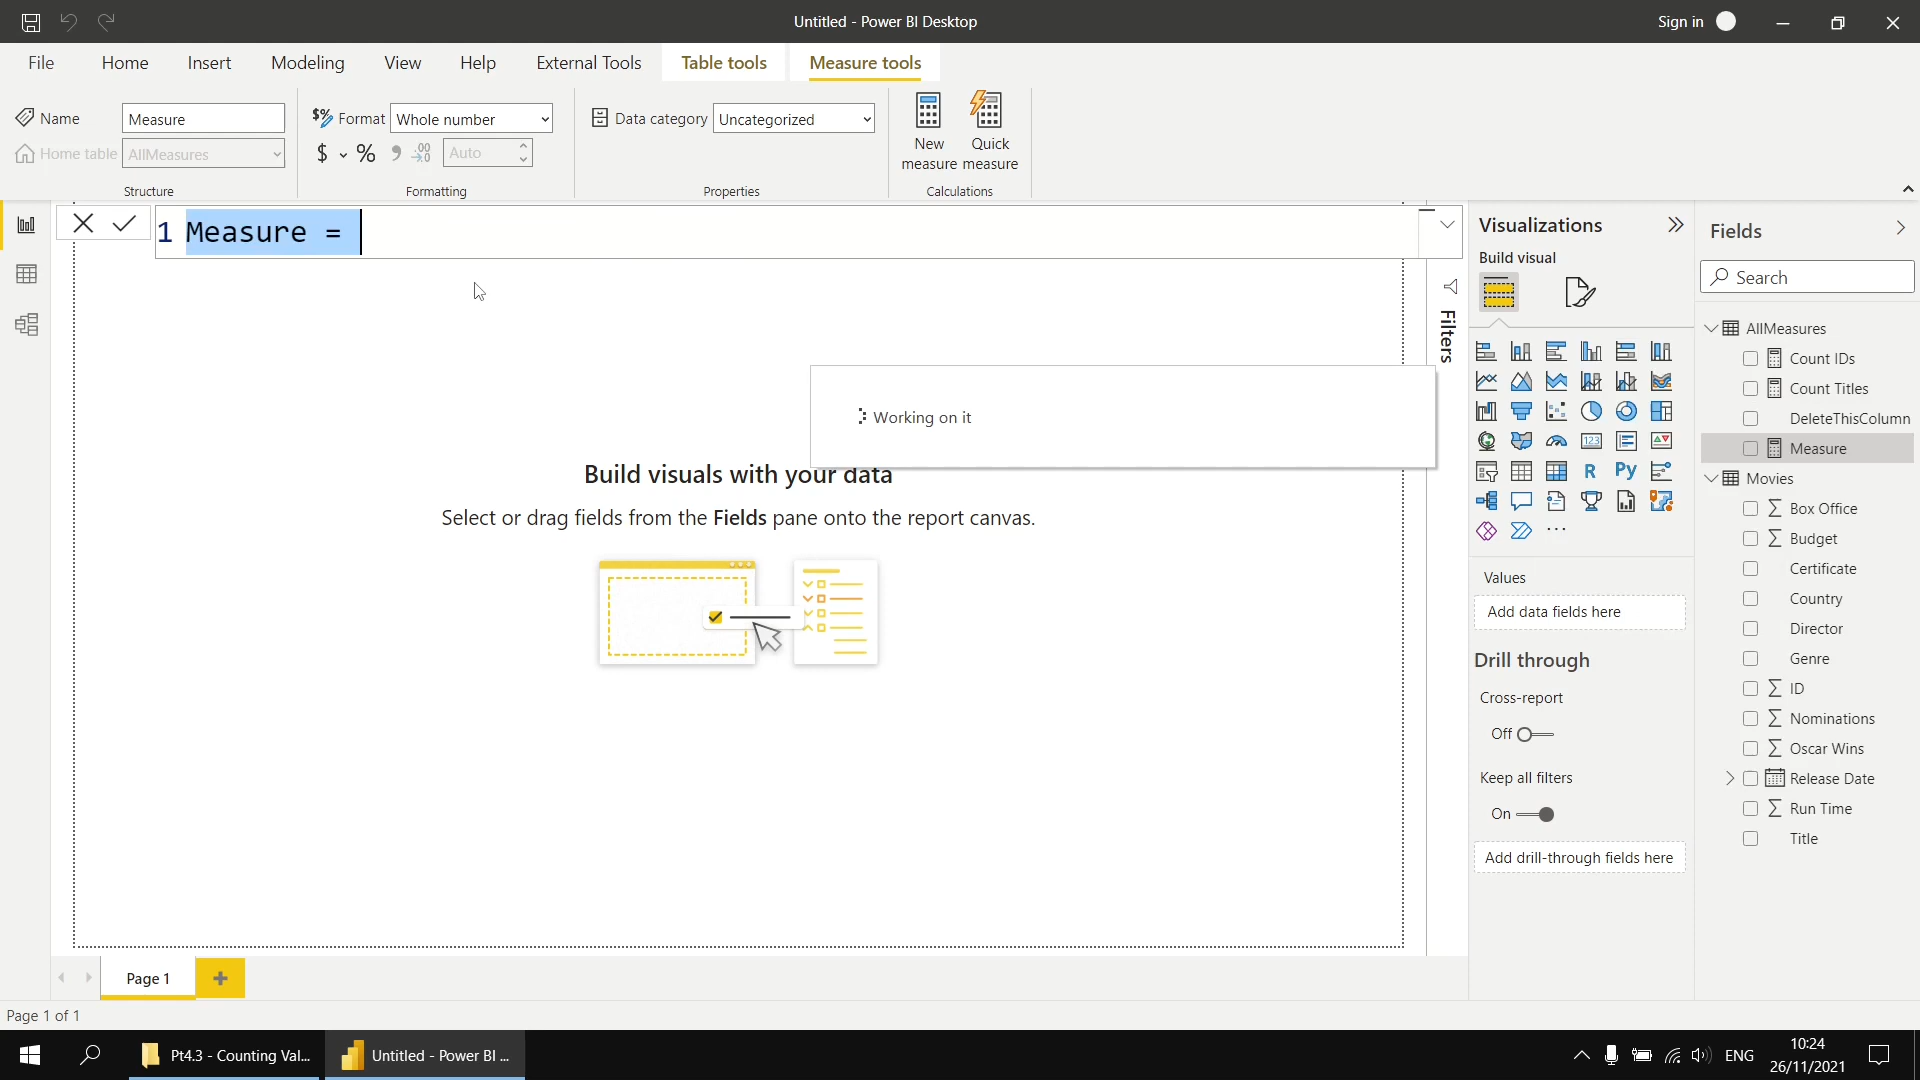 Untitled - Power BI Desktop
Sign in
File Home Insert Modeling View Help External Tools Table tools Measure tools
Name Measure
Home table AllMeasures
Structure
$% Format Whole number
$ % 9 .00 Auto
Formatting
Data category Uncategorized
Properties
New measure
Quick measure
Calculations
1 Measure =
Working on it
Build visuals with your data
Select or drag fields from the Fields pane onto the report canvas.
Filters
Visualizations
Build visual
123
R Py
Values
Add data fields here
Drill through
Cross-report
Off
Keep all filters
On
Add drill-through fields here
Fields
Search
AllMeasures
Count IDs
Count Titles
DeleteThisColumn
Measure
Movies
Box Office
Budget
Certificate
Country
Director
Genre
ID
Nominations
Oscar Wins
Release Date
Run Time
Title
Page 1
Page 1 of 1
Pt4.3 - Counting Val...
Untitled - Power BI ...
ENG
10:24
26/11/2021